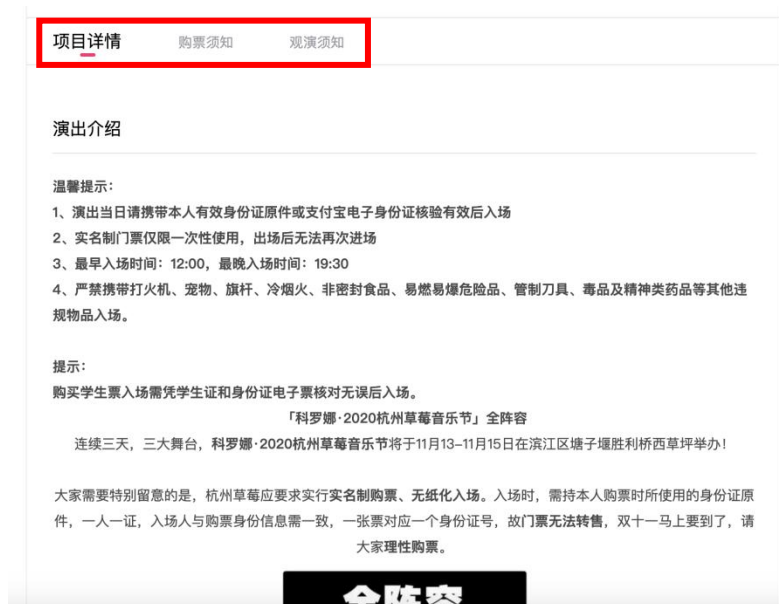 项目详情 购票须知 观演须知
演出介绍
温馨提示：
1、演出当日请携带本人有效身份证原件或支付宝电子身份证核验有效后入场
2、实名制门票仅限一次性使用，出场后无法再次进场
3、最早入场时间：12:00，最晚入场时间：19:30
4、严禁携带打火机、宠物、旗杆、冷烟火、非密封食品、易燃易爆危险品、管制刀具、毒品及精神类药品等其他违
规物品入场。
提示：
购买学生票入场需凭学生证和身份证电子票核对无误后入场。
「科罗娜·2020杭州草莓音乐节」全阵容
连续三天，三大舞台，科罗娜·2020杭州草莓音乐节将于11月13-11月15日在滨江区塘子堰胜利桥西草坪举办！
大家需要特别留意的是，杭州草莓应要求实行实名制购票、无纸化入场。入场时，需持本人购票时所使用的身份证原
件，一人一证，入场人与购票身份信息需一致，一张票对应一个身份证号，故门票无法转售，双十一马上要到了，请
大家理性购票。
全阵容